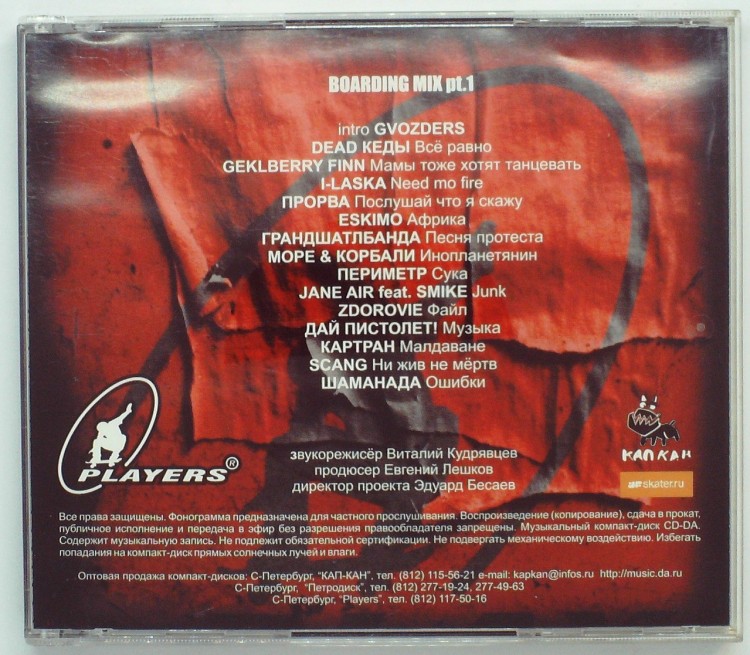 BOARDING MIX pt.1
intro GVOZDERS
DEAD КЕДЫ Всё равно
GEKLBERRY FINN Мамы тоже хотят танцевать
I-LASKA Need mo fire
ПРОРВА Послушай что я скажу
ESKIMO Африка
ГРАНДШАТЛБАНДА Песня протеста
МОРЕ & КОРБАЛИ Инопланетянин
ПЕРИМЕТР Сука
JANE AIR feat. SMIKE Junk
ZDOROVIE Файл
ДАЙ ПИСТОЛЕТ! Музыка
КАРТРАН Малдаване
SCANG Ни жив не мёртв
ШАМАНАДА Ошибки
PLAYERS®
КАПКАН
skater.ru
звукорежисёр Виталий Кудрявцев
продюсер Евгений Лешков
директор проекта Эдуард Бесаев
Все права защищены. Фонограмма предназначена для частного прослушивания. Воспроизведение (копирование), сдача в прокат,
публичное исполнение и передача в эфир без разрешения правообладателя запрещены. Музыкальный компакт-диск CD-DA.
Содержит музыкальную запись. Не подлежит обязательной сертификации. Не подвергать механическому воздействию. Избегать
попадания на компакт-диск прямых солнечных лучей и влаги.
Оптовая продажа компакт-дисков: С-Петербург, "КАП-КАН", тел. (812) 115-56-21 e-mail: kapkan@infos.ru http://music.da.ru
С-Петербург, "Петродиск", тел. (812) 277-19-24, 277-49-63
С-Петербург, "Players", тел. (812) 117-50-16